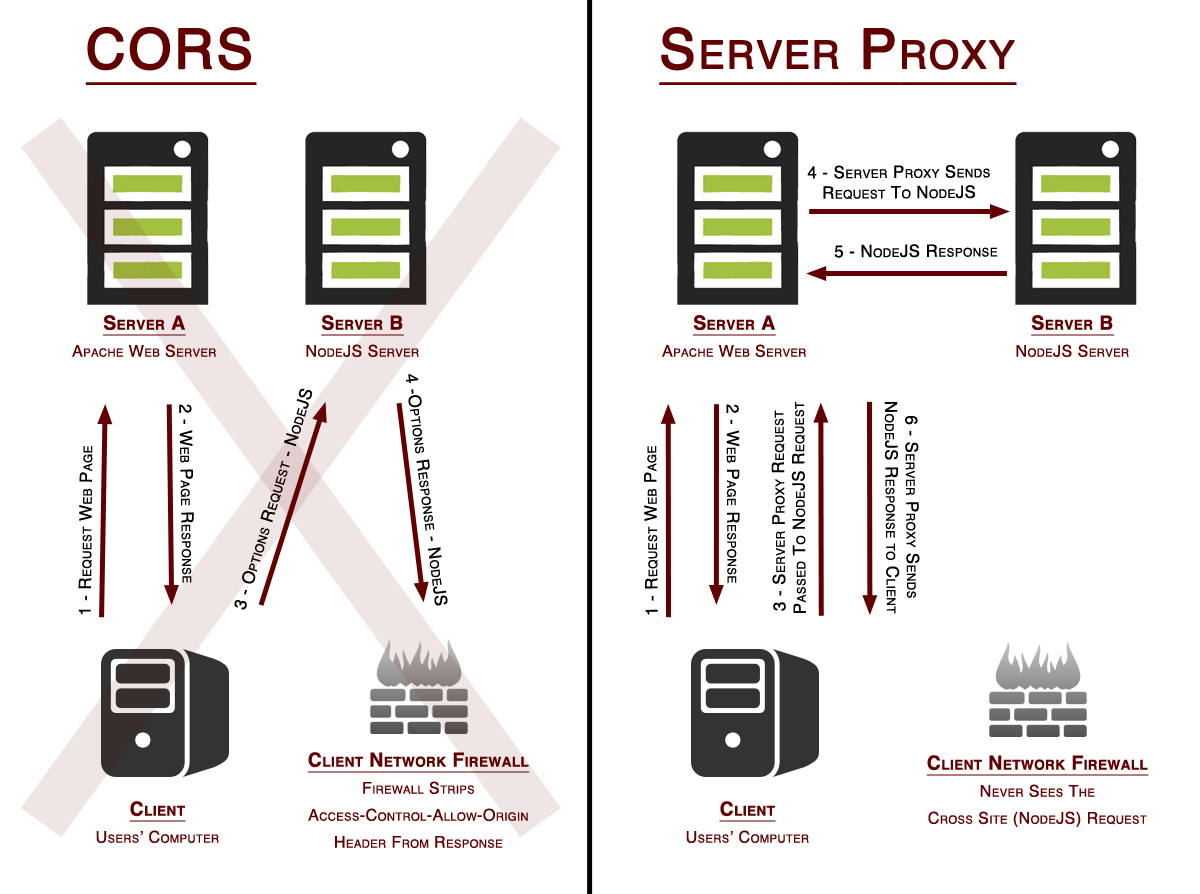 CORS
Server A
Apache Web Server
Server B
NodeJS Server
1 - Request Web Page
2 - Web Page Response
3 - Options Request - NodeJS
4 -Options Response - NodeJS
Client
Users' Computer
Client Network Firewall
Firewall Strips
Access-Control-Allow-Origin
Header From Response
Server Proxy
4 - Server Proxy Sends
Request To NodeJS
5 - NodeJS Response
Server A
Apache Web Server
Server B
NodeJS Server
1 - Request Web Page
2 - Web Page Response
3 - Server Proxy Request
Passed To NodeJS Request
6 - Server Proxy Sends
NodeJS Response to Client
Client
Users' Computer
Client Network Firewall
Never Sees The
Cross Site (NodeJS) Request